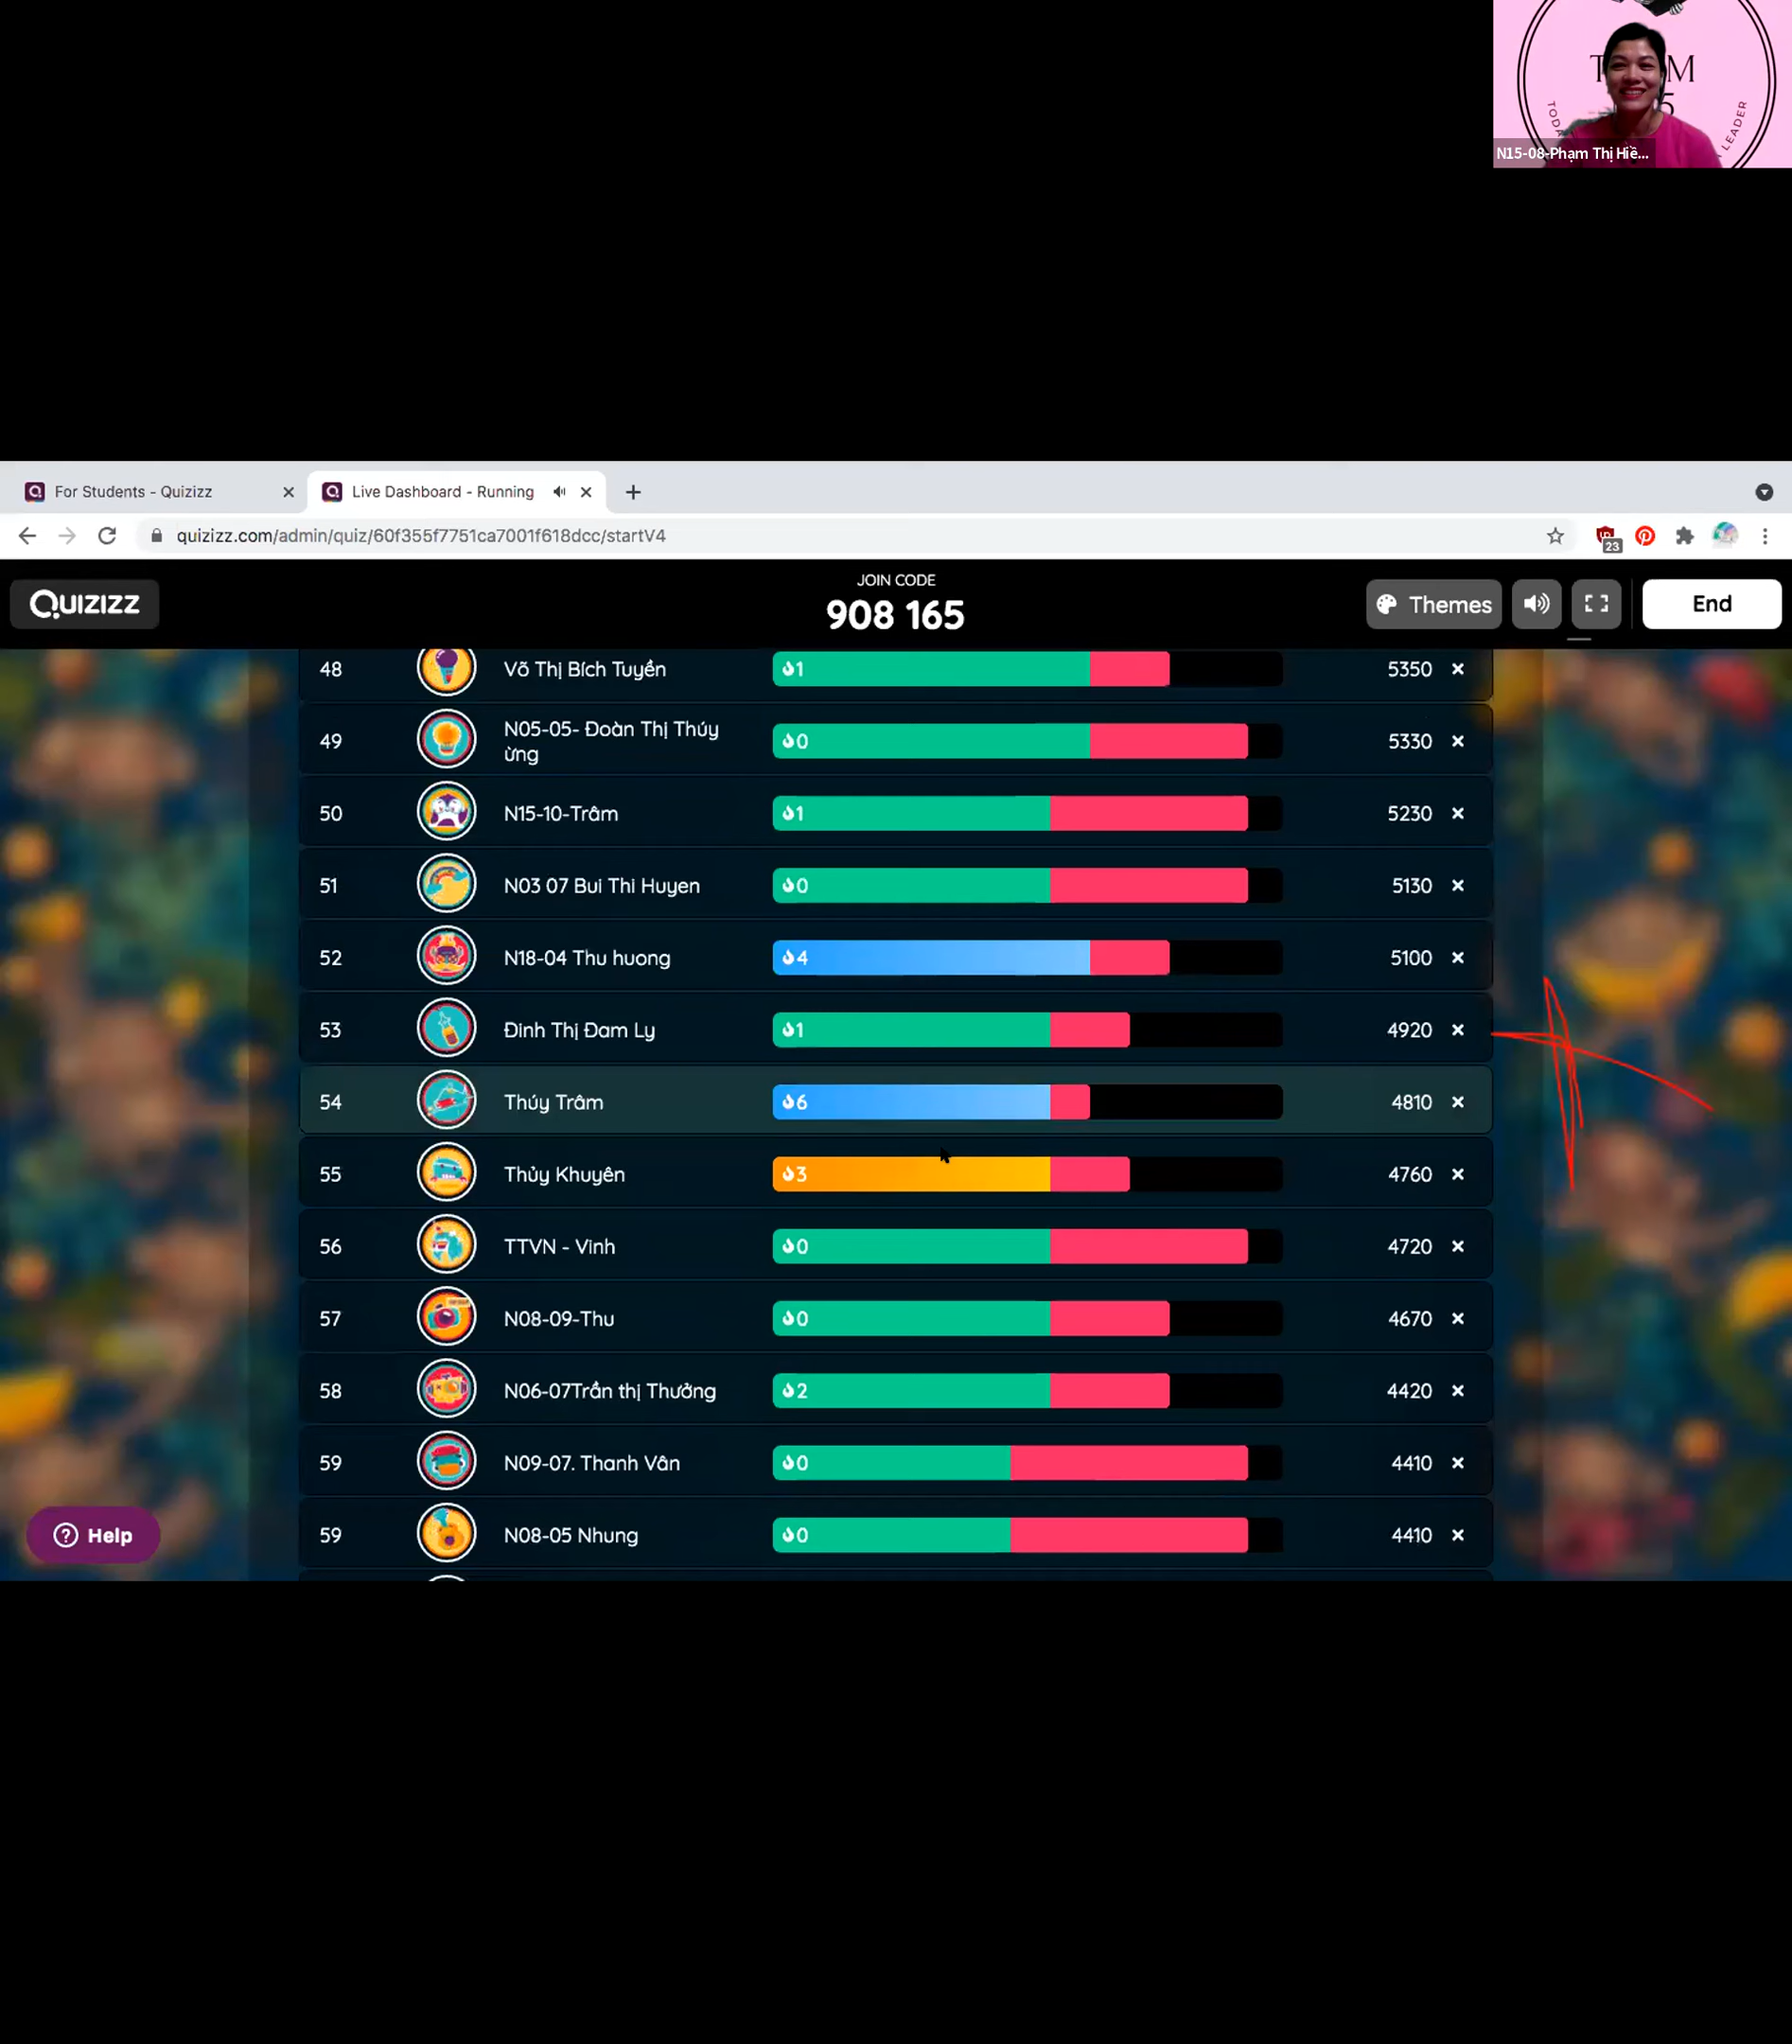 T M
5
TODA
LEADER
N15-08-Phạm Thị Hiề...
For Students - Quizizz
Live Dashboard - Running
quizizz.com/admin/quiz/60f355f7751ca7001f618dcc/startV4
23
QUIZIZZ
JOIN CODE
908 165
Themes
End
48 Võ Thị Bích Tuyền 1 5350
49 N05-05- Đoàn Thị Thúy
ừng 0 5330
50 N15-10-Trâm 1 5230
51 N03 07 Bui Thi Huyen 0 5130
52 N18-04 Thu huong 4 5100
53 Đinh Thị Đam Ly 1 4920
54 Thúy Trâm 6 4810
55 Thủy Khuyên 3 4760
56 TTVN - Vinh 0 4720
57 N08-09-Thu 0 4670
58 N06-07Trần thị Thưởng 2 4420
59 N09-07. Thanh Vân 0 4410
59 N08-05 Nhung 0 4410
Help